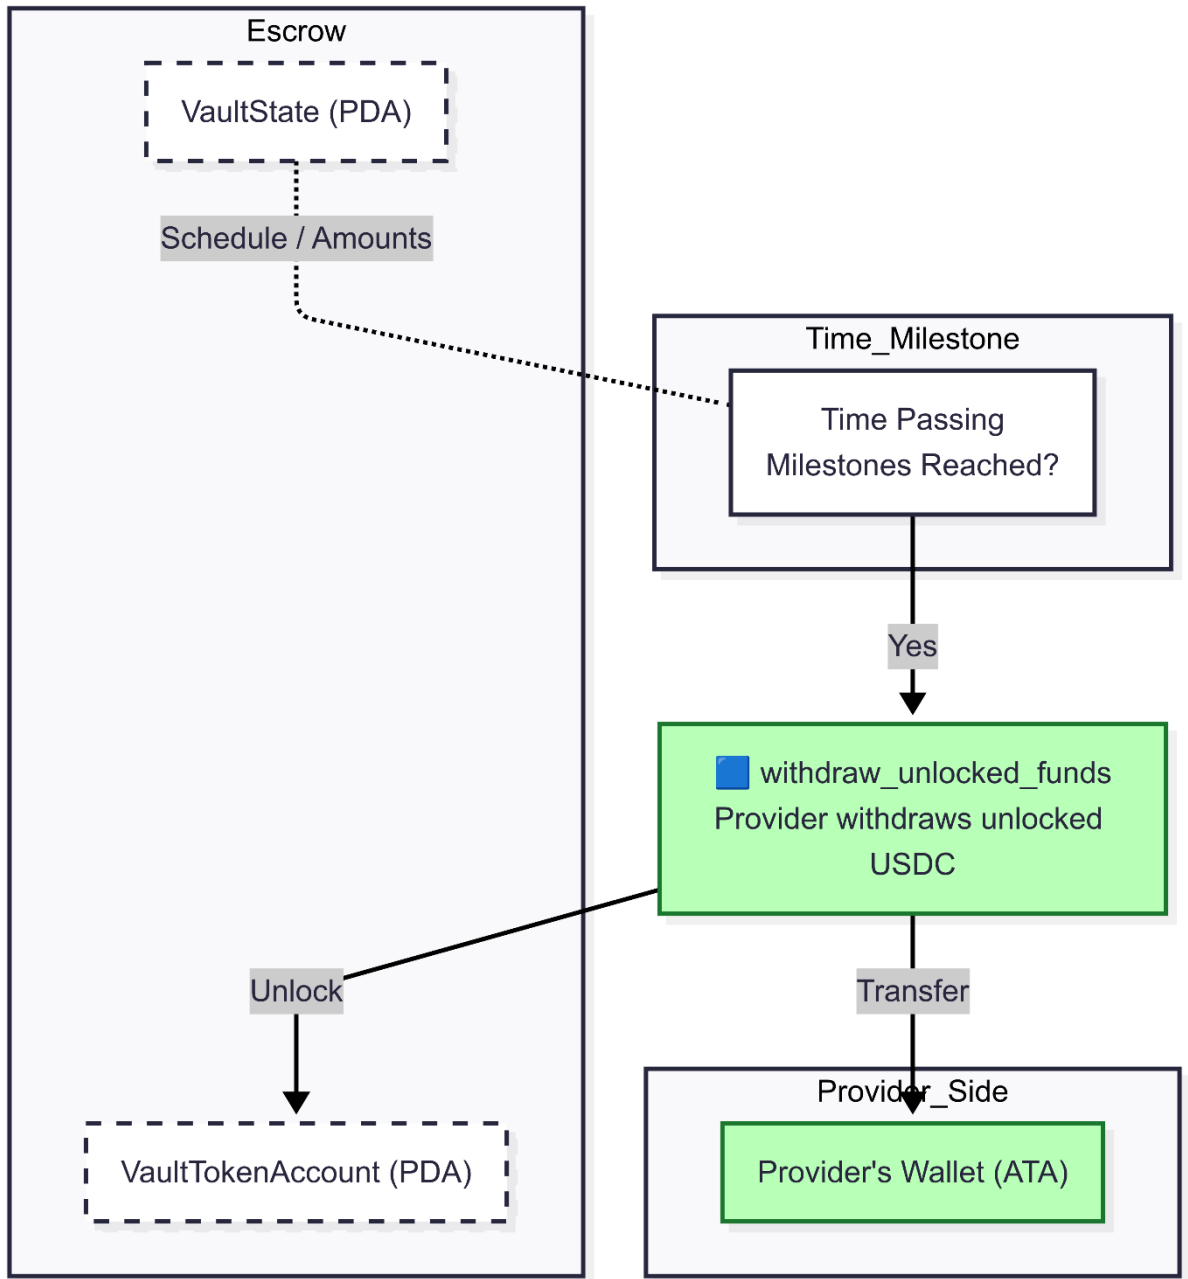 Escrow
VaultState (PDA)
Schedule / Amounts
Time_Milestone
Time Passing
Milestones Reached?
Yes
withdraw_unlocked_funds
Provider withdraws unlocked
USDC
Unlock
Transfer
Provider_Side
VaultTokenAccount (PDA)
Provider's Wallet (ATA)